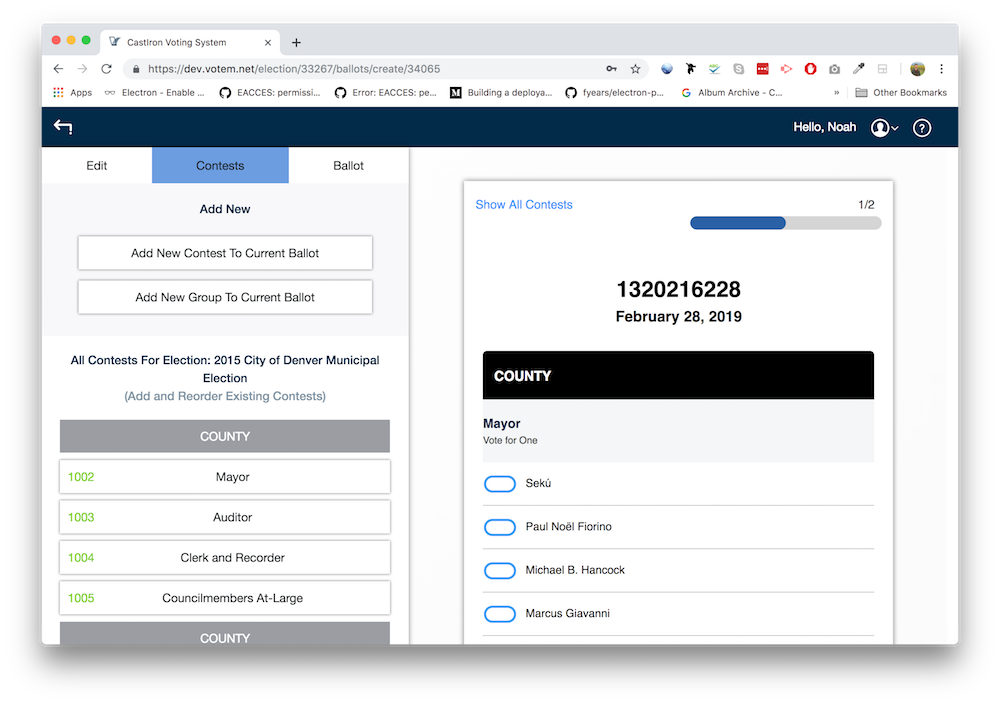 CastIron Voting System
https://dev.votem.net/election/33267/ballots/create/34065
Apps
Electron - Enable ...
EACCES: permissi...
Error: EACCES: pe...
Building a deploya...
fyears/electron-p...
Album Archive - C...
»
Other Bookmarks
Hello, Noah
Edit
Contests
Ballot
Add New
Add New Contest To Current Ballot
Add New Group To Current Ballot
All Contests For Election: 2015 City of Denver Municipal
Election
(Add and Reorder Existing Contests)
COUNTY
1002 Mayor
1003 Auditor
1004 Clerk and Recorder
1005 Councilmembers At-Large
COUNTY
Show All Contests
1/2
1320216228
February 28, 2019
COUNTY
Mayor
Vote for One
Sekú
Paul Noël Fiorino
Michael B. Hancock
Marcus Giavanni